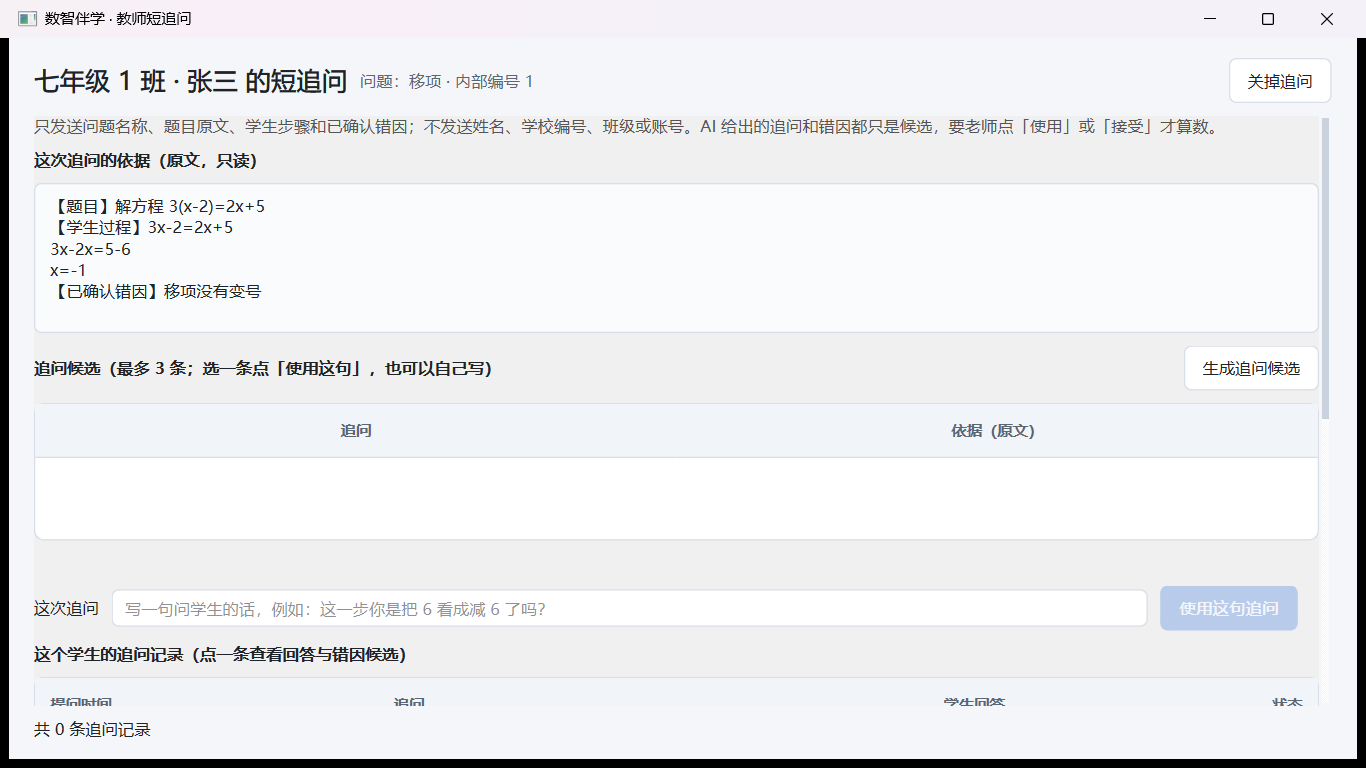 数智伴学 · 教师短追问
七年级 1 班 · 张三 的短追问 问题：移项 · 内部编号 1
关掉追问
只发送问题名称、题目原文、学生步骤和已确认错因；不发送姓名、学校编号、班级或账号。AI 给出的追问和错因都只是候选，要老师点「使用」或「接受」才算数。
这次追问的依据（原文，只读）
【题目】解方程 3(x-2)=2x+5
【学生过程】3x-2=2x+5
3x-2x=5-6
x=-1
【已确认错因】移项没有变号
追问候选（最多 3 条；选一条点「使用这句」，也可以自己写）
生成追问候选
追问 依据（原文）
这次追问 写一句问学生的话，例如：这一步你是把 6 看成减 6 了吗？ 使用这句追问
这个学生的追问记录（点一条查看回答与错因候选）
提问时间 追问 学生回答 状态
共 0 条追问记录